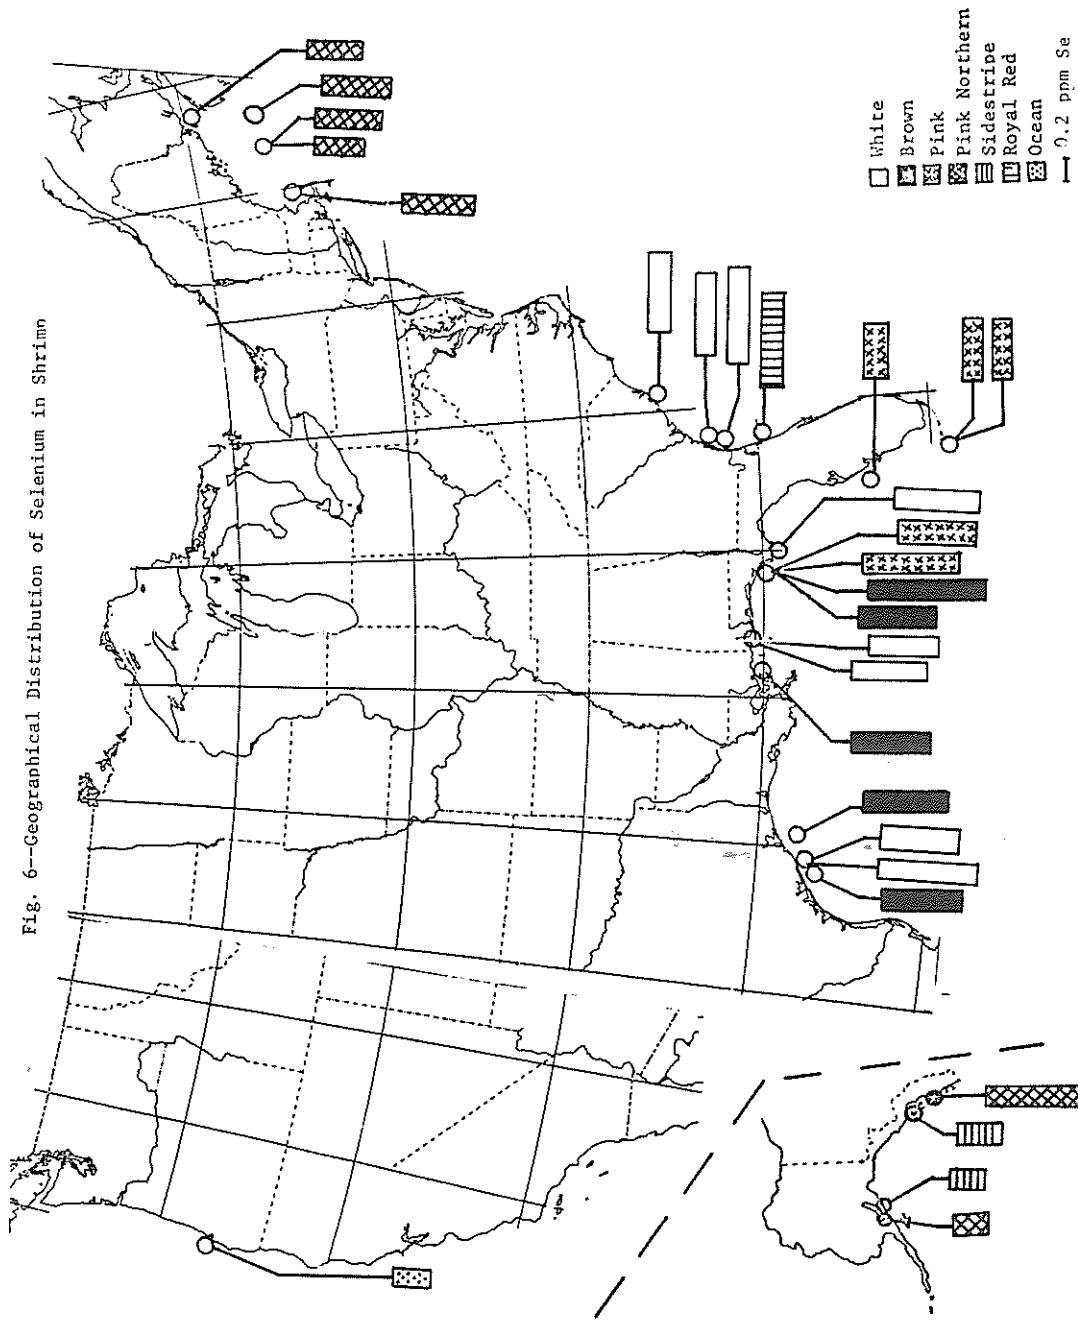 Fig. 6--Geographical Distribution of Selenium in Shrimn
White
Brown
Pink
Pink Northern
Sidestripe
Royal Red
Ocean
0.2 ppm Se